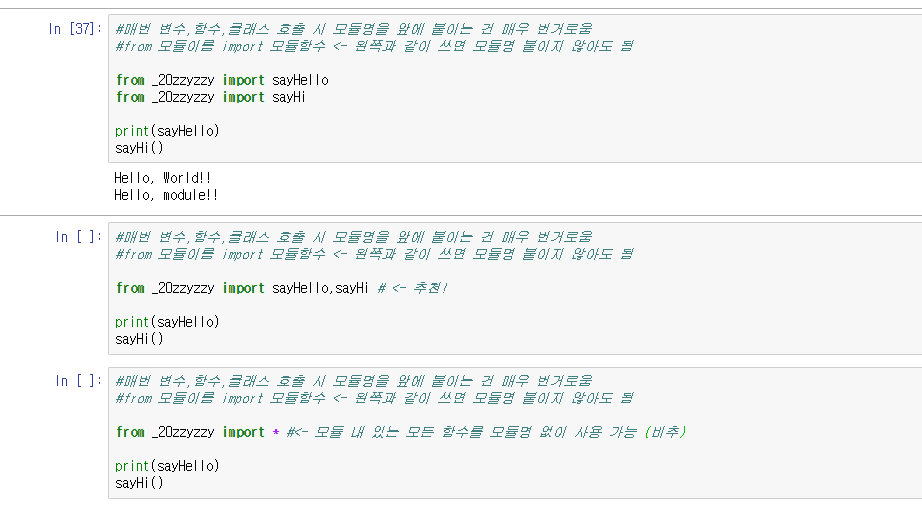 In [37]:
#매번 변수,함수,클래스 호출 시 모듈명을 앞에 붙이는 건 매우 번거로움
#from 모듈이름 import 모듈함수 <- 왼쪽과 같이 쓰면 모듈명 붙이지 않아도 됨
from _20zzyzzy import sayHello
from _20zzyzzy import sayHi
print(sayHello)
sayHi()
Hello, World!!
Hello, module!!
In [ ]:
#매번 변수,함수,클래스 호출 시 모듈명을 앞에 붙이는 건 매우 번거로움
#from 모듈이름 import 모듈함수 <- 왼쪽과 같이 쓰면 모듈명 붙이지 않아도 됨
from _20zzyzzy import sayHello,sayHi # <- 추천!
print(sayHello)
sayHi()
In [ ]:
#매번 변수,함수,클래스 호출 시 모듈명을 앞에 붙이는 건 매우 번거로움
#from 모듈이름 import 모듈함수 <- 왼쪽과 같이 쓰면 모듈명 붙이지 않아도 됨
from _20zzyzzy import * #<- 모듈 내 있는 모든 함수를 모듈명 없이 사용 가능 (비추)
print(sayHello)
sayHi()